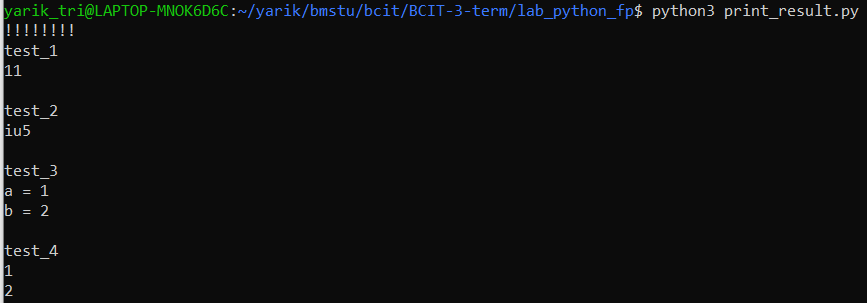 yarik_tri@LAPTOP-MNOK6D6C:~/yarik/bmstu/bcit/BCIT-3-term/lab_python_fp$ python3 print_result.py
!!!!!!!!
test_1
11
test_2
iu5
test_3
a = 1
b = 2
test_4
1
2